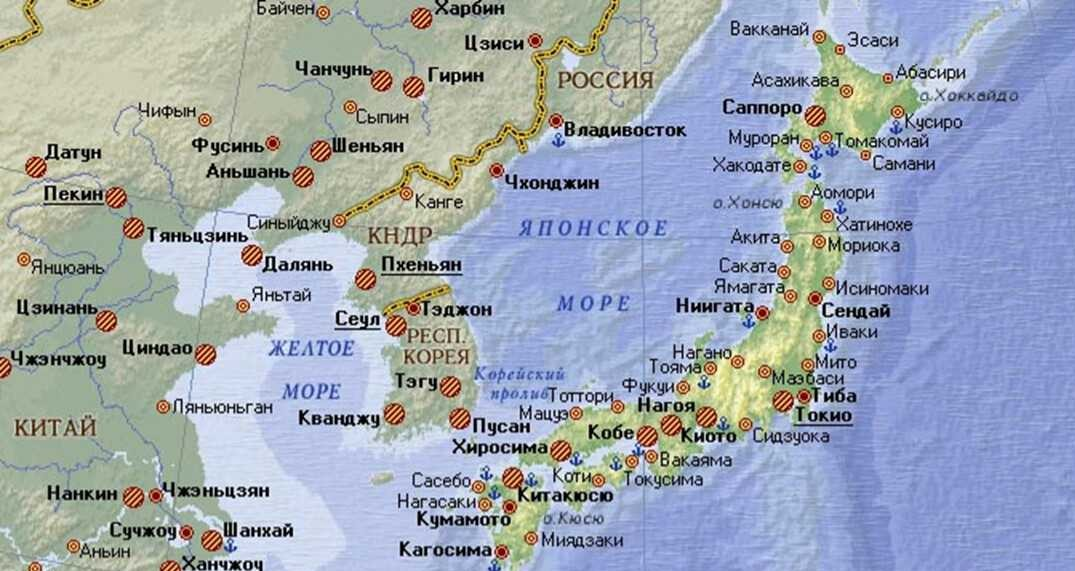 Байчен
Харбин
Цзиси
Вакканай
Эсаси
Чанчунь
Гирин
РОССИЯ
Асахикава
Абасири
о.Хоккайдо
Чифын
Сыпин
Саппоро
Кусиро
Владивосток
Фусинь
Шеньян
Муроран
Томакомай
Датун
Аньшань
Хакодате
Самани
Пекин
Чхонджин
Канге
Аомори
о.Хонсю
Синыйджу
ЯПОНСКОЕ
Хатинохе
Тяньцзинь
КНДР
Акита
Мориока
Янцюань
Далянь
Пхеньян
Саката
Яньтай
Ямагата
Исиномаки
Цзинань
Тэджон
МОРЕ
Ниигата
Сендай
Сеул
РЕСП.
КОРЕЯ
Иваки
Чжэнчжоу
Циндао
ЖЕЛТОЕ
Нагано
Мито
Тояма
Маэбаси
Тэгу
Корейский
пролив
Фукуи
МОРЕ
Тоттори
Тиба
Ляньюньган
Кванджу
Мацуэ
Нагоя
Токио
КИТАЙ
Пусан
Кобе
Киото
Сидзуока
Хиросима
Вакаяма
Сасебо
Коти
Токусима
Нанкин
Чжэньцзян
Нагасаки
Китакюсю
Кумамото
о.Кюсю
Сучжоу
Шанхай
Миядзаки
Аньин
Кагосима
Ханчжоу